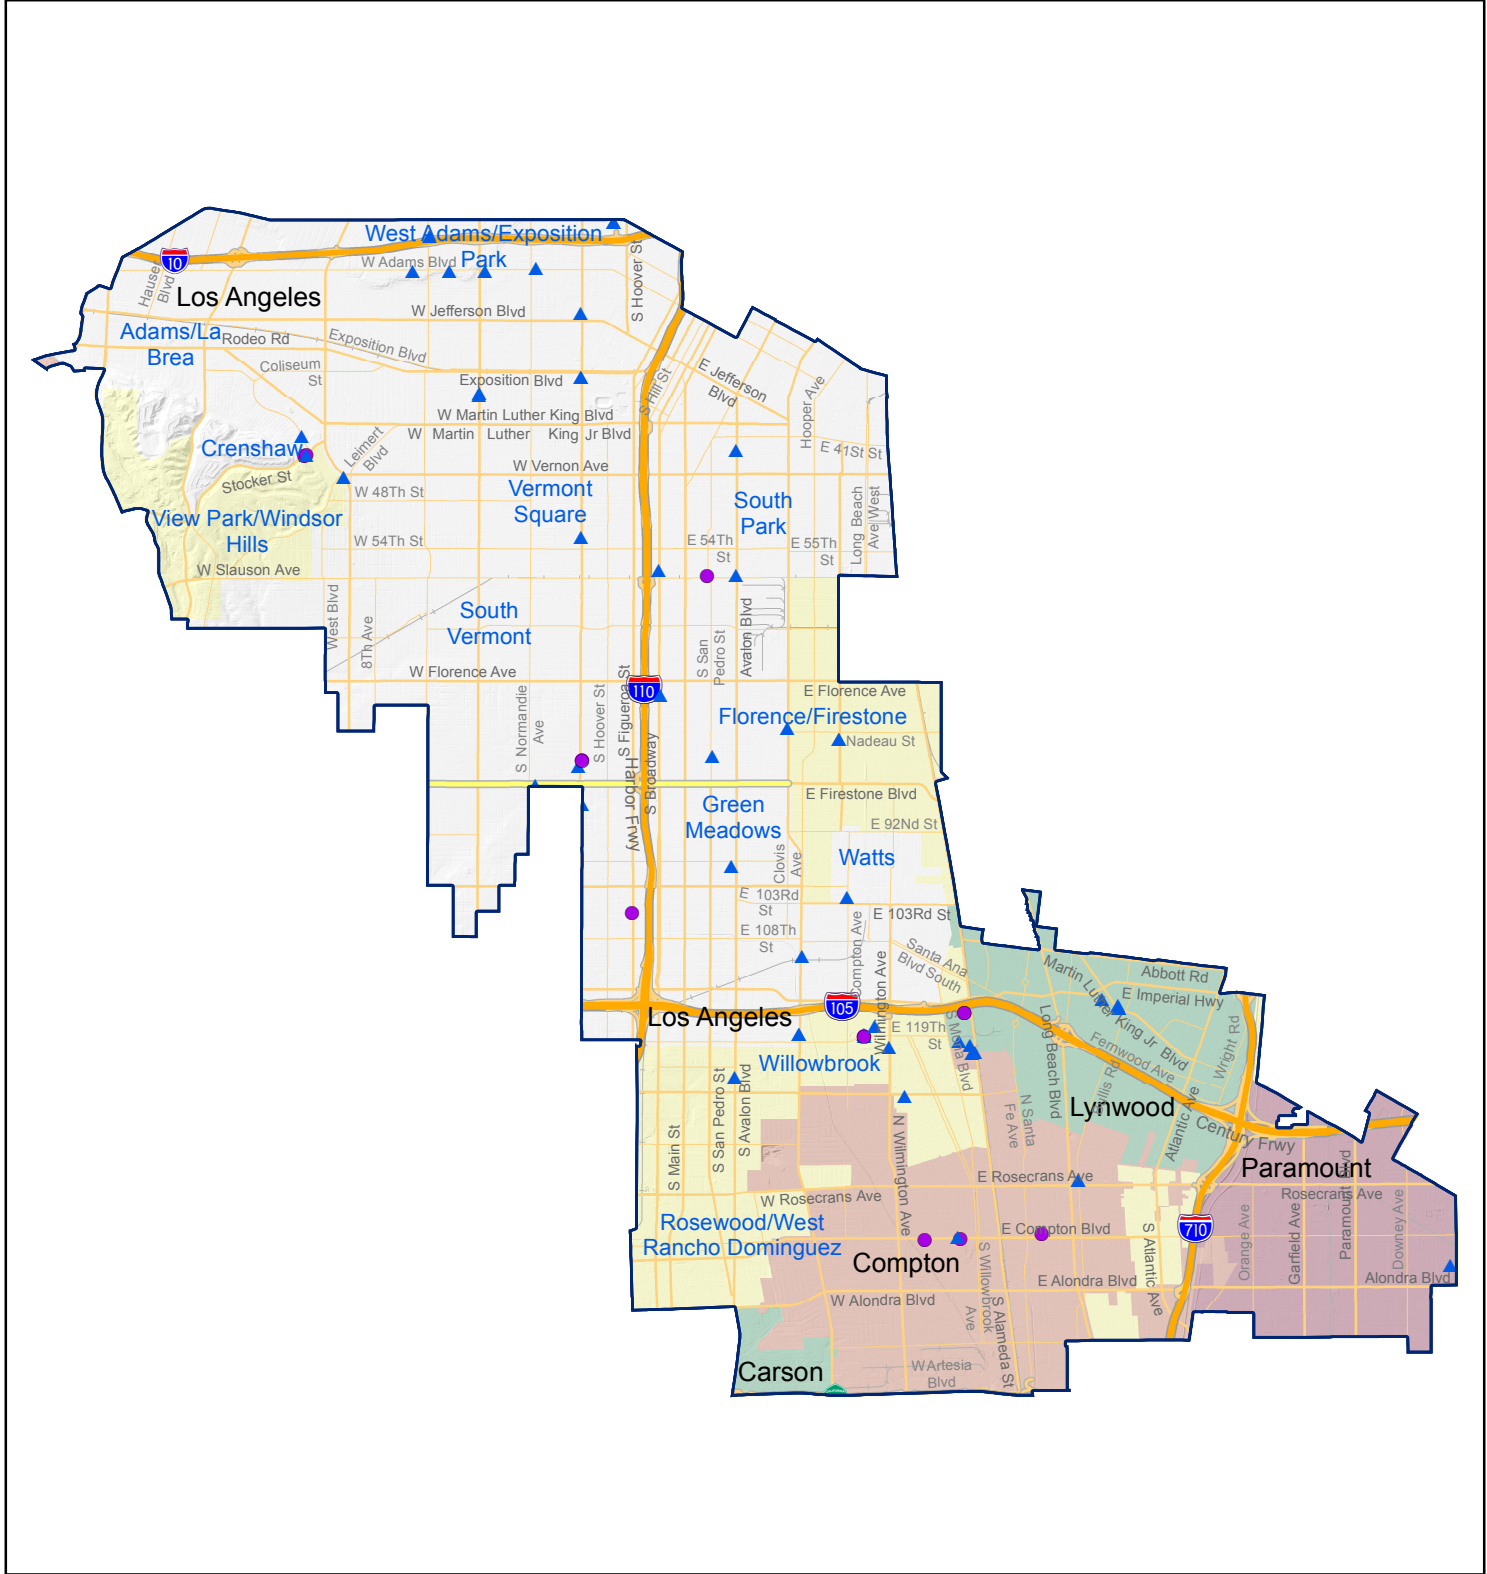 West Adams/Exposition
Park
10
W Adams Blvd
Hause
Blvd
Los Angeles
S Hoover St
W Jefferson Blvd
Adams/La
Brea
Rodeo Rd
Exposition Blvd
Coliseum
St
Exposition Blvd
S Hill St
E Jefferson
Blvd
Hooper Ave
W Martin Luther King Blvd
W Martin Luther King Jr Blvd
Crenshaw
Leimert
Blvd
E 41St St
W Vernon Ave
Stocker St
W 48Th St
Vermont
Square
South
Park
Long Beach
Ave West
View Park/Windsor
Hills
W 54Th St
E 54Th
St
E 55Th
St
W Slauson Ave
West Blvd
8Th Ave
South
Vermont
S San
Pedro St
Avalon Blvd
W Florence Ave
110
E Florence Ave
S Normandie
Ave
S Hoover St
S Figueroa St
Florence/Firestone
Nadeau St
Harbor Frwy
S Broadway
E Firestone Blvd
Green
Meadows
E 92Nd St
Watts
Clovis
Ave
E 103Rd
St
E 103Rd St
E 108Th
St
Compton Ave
Wilmington Ave
Santa Ana
Blvd South
Martin Luther King Jr Blvd
Abbott Rd
E Imperial Hwy
105
Los Angeles
E 119Th
St
S Mona Blvd
Long Beach Blvd
Fernwood Ave
Wright Rd
Willowbrook
S San Pedro St
S Avalon Blvd
Bullis Rd
Lynwood
N Santa
Fe Ave
Atlantic Ave
Century Frwy
S Main St
N Wilmington Ave
Paramount
E Rosecrans Ave
W Rosecrans Ave
Rosecrans Ave
Rosewood/West
Rancho Dominguez
E Compton Blvd
710
S Atlantic Ave
Orange Ave
Garfield Ave
Paramount Blvd
Downey Ave
Compton
S Willowbrook
Ave
E Alondra Blvd
Alondra Blvd
W Alondra Blvd
S Alameda St
Carson
W Artesia
Blvd